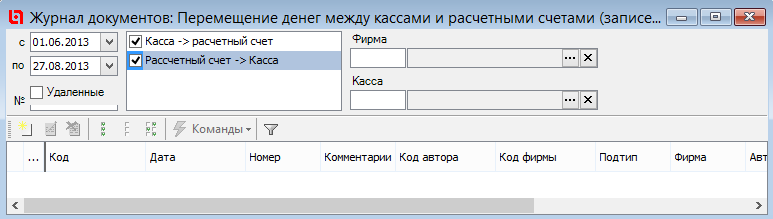 Журнал документов: Перемещение денег между кассами и расчетными счетами (записе...
с 01.06.2013
по 27.08.2013
№ Удаленные
Касса -> расчетный счет
Рассчетный счет -> Касса
Фирма
...
Касса
...
Команды
... Код Дата Номер Комментарии Код автора Код фирмы Подтип Фирма Авт